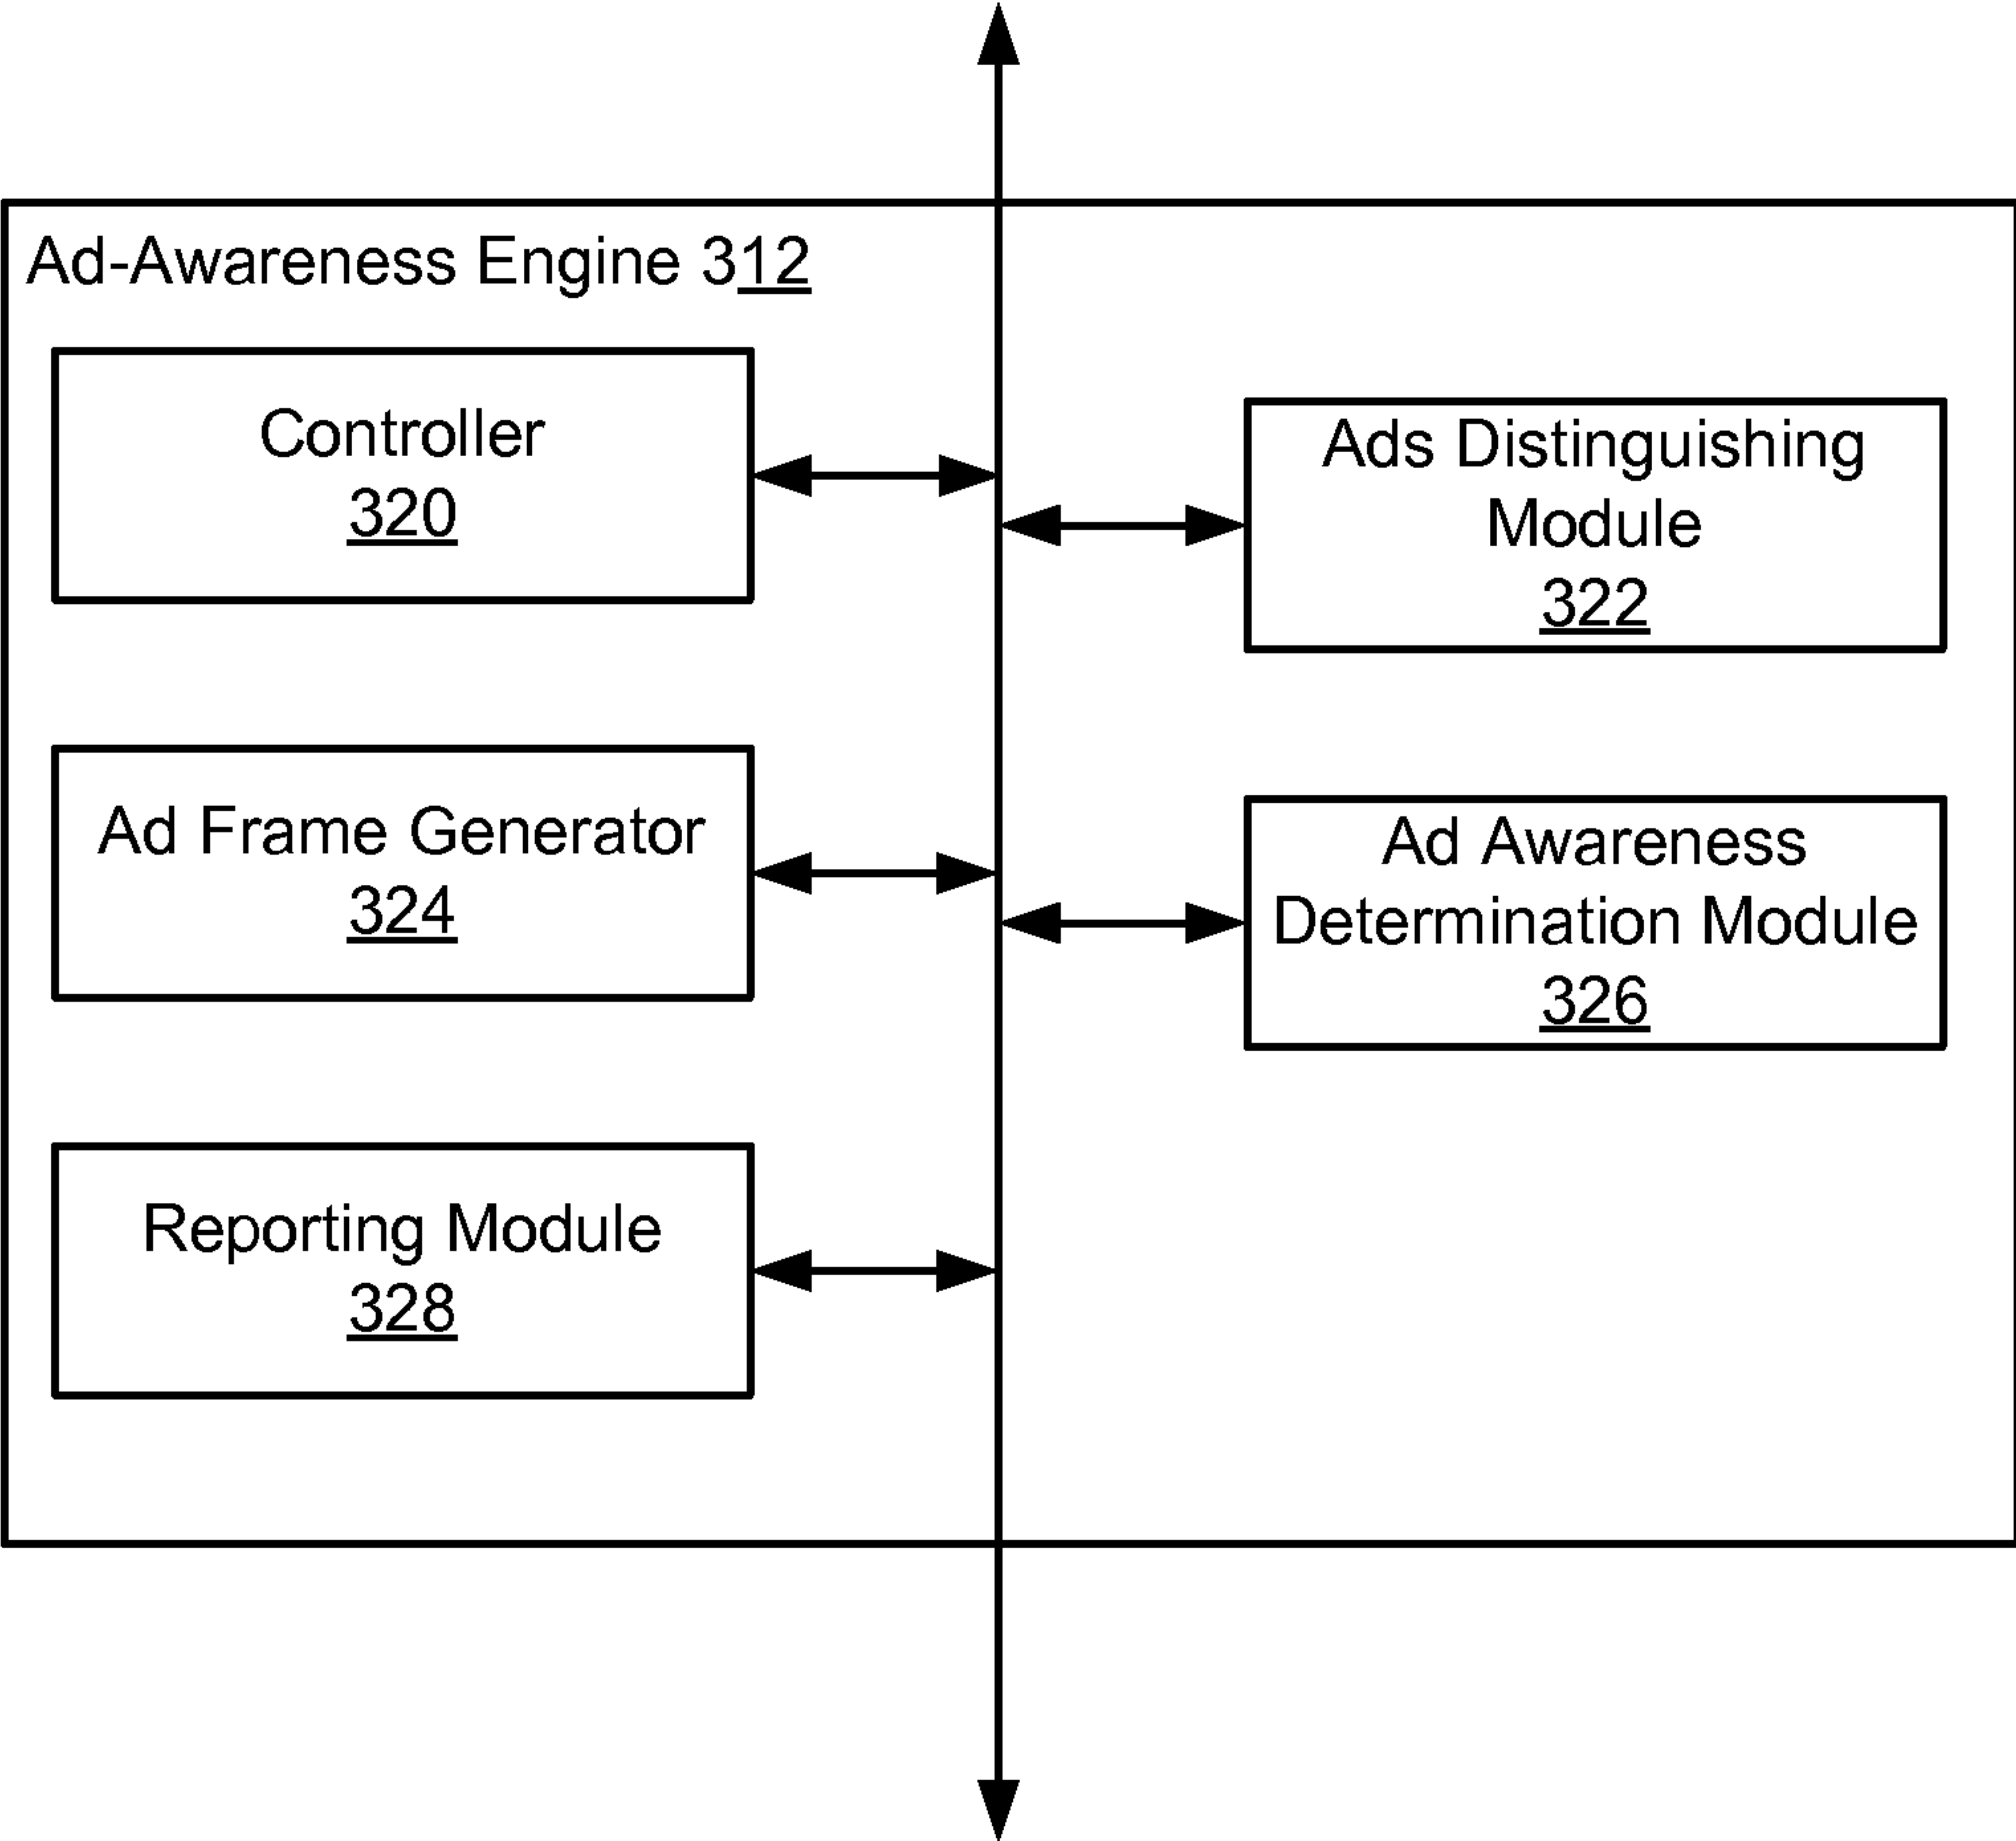 Ad-Awareness Engine 312
Controller
320
Ads Distinguishing
Module
322
Ad Frame Generator
324
Ad Awareness
Determination Module
326
Reporting Module
328